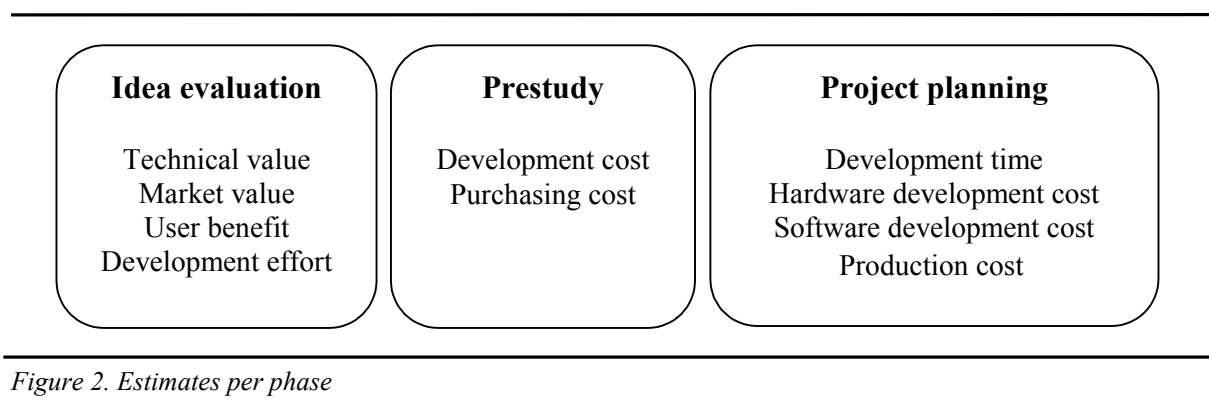 Idea evaluation
Technical value
Market value
User benefit
Development effort
Prestudy
Development cost
Purchasing cost
Project planning
Development time
Hardware development cost
Software development cost
Production cost
Figure 2. Estimates per phase